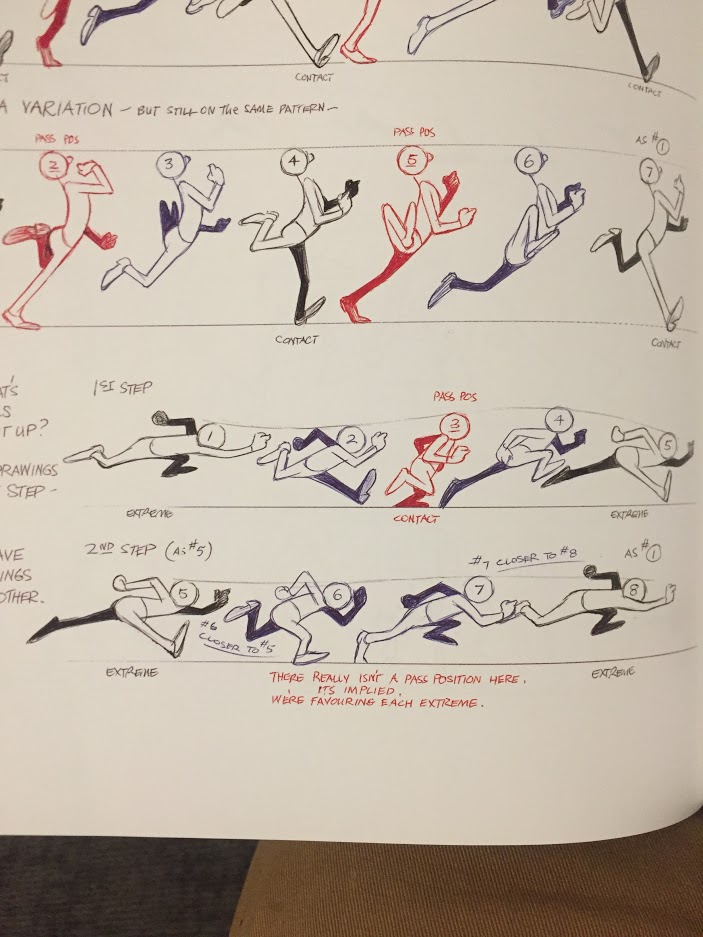 CT
CONTACT
CONTACT
A VARIATION – BUT STILL ON THE SAME PATTERN –
PASS POS
PASS POS
AS #1
2
3
4
5
6
7
CONTACT
CONTACT
AT'S
1ST STEP
PASS POS
UP?
1
2
3
4
5
RAWINGS
STEP –
EXTREME
CONTACT
EXTREME
AVE
2ND STEP (AS #5)
#7 CLOSER TO #8
AS #1
INGS
OTHER.
5
6
7
8
#6
CLOSER TO #5
EXTREME
THERE REALLY ISN'T A PASS POSITION HERE.
ITS IMPLIED.
WE'RE FAVOURING EACH EXTREME.
EXTREME